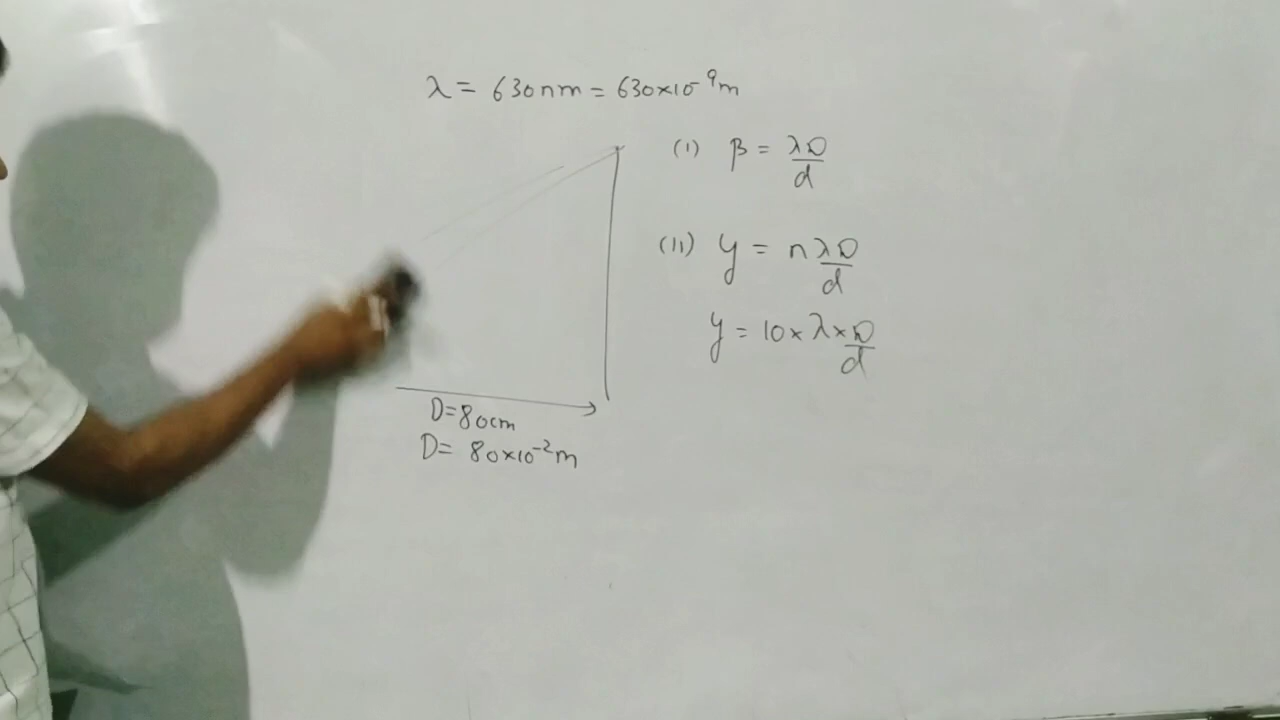 λ = 630nm = 630×10⁻⁹m
(I) β = λD/d
(II) y = nλD/d
y = 10×λ×D/d
D=80cm
D= 80×10⁻²m